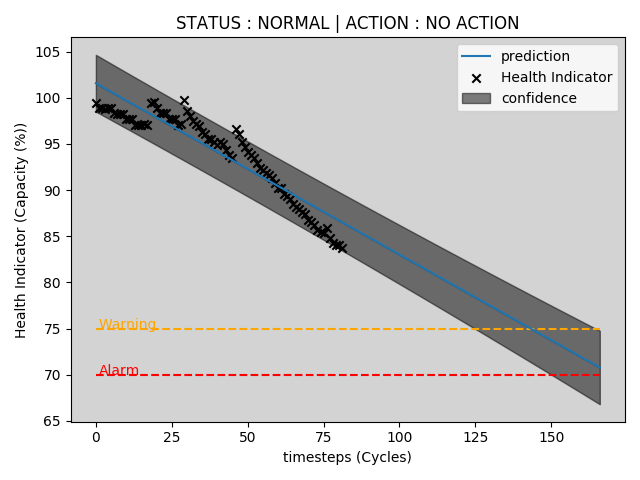 STATUS : NORMAL | ACTION : NO ACTION
prediction
Health Indicator
confidence
Warning
Alarm
Health Indicator (Capacity (%))
105
100
95
90
85
80
75
70
65
0
25
50
75
100
125
150
timesteps (Cycles)